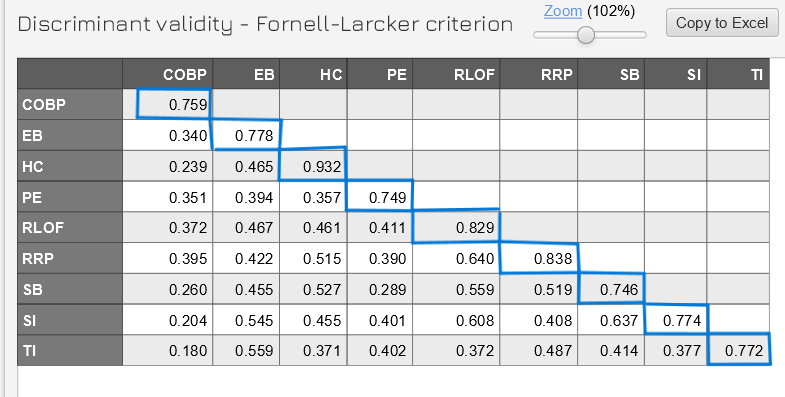 Discriminant validity - Fornell-Larcker criterion
Zoom (102%)
Copy to Excel
COBP EB HC PE RLOF RRP SB SI TI
COBP 0.759
EB 0.340 0.778
HC 0.239 0.465 0.932
PE 0.351 0.394 0.357 0.749
RLOF 0.372 0.467 0.461 0.411 0.829
RRP 0.395 0.422 0.515 0.390 0.640 0.838
SB 0.260 0.455 0.527 0.289 0.559 0.519 0.746
SI 0.204 0.545 0.455 0.401 0.608 0.408 0.637 0.774
TI 0.180 0.559 0.371 0.402 0.372 0.487 0.414 0.377 0.772